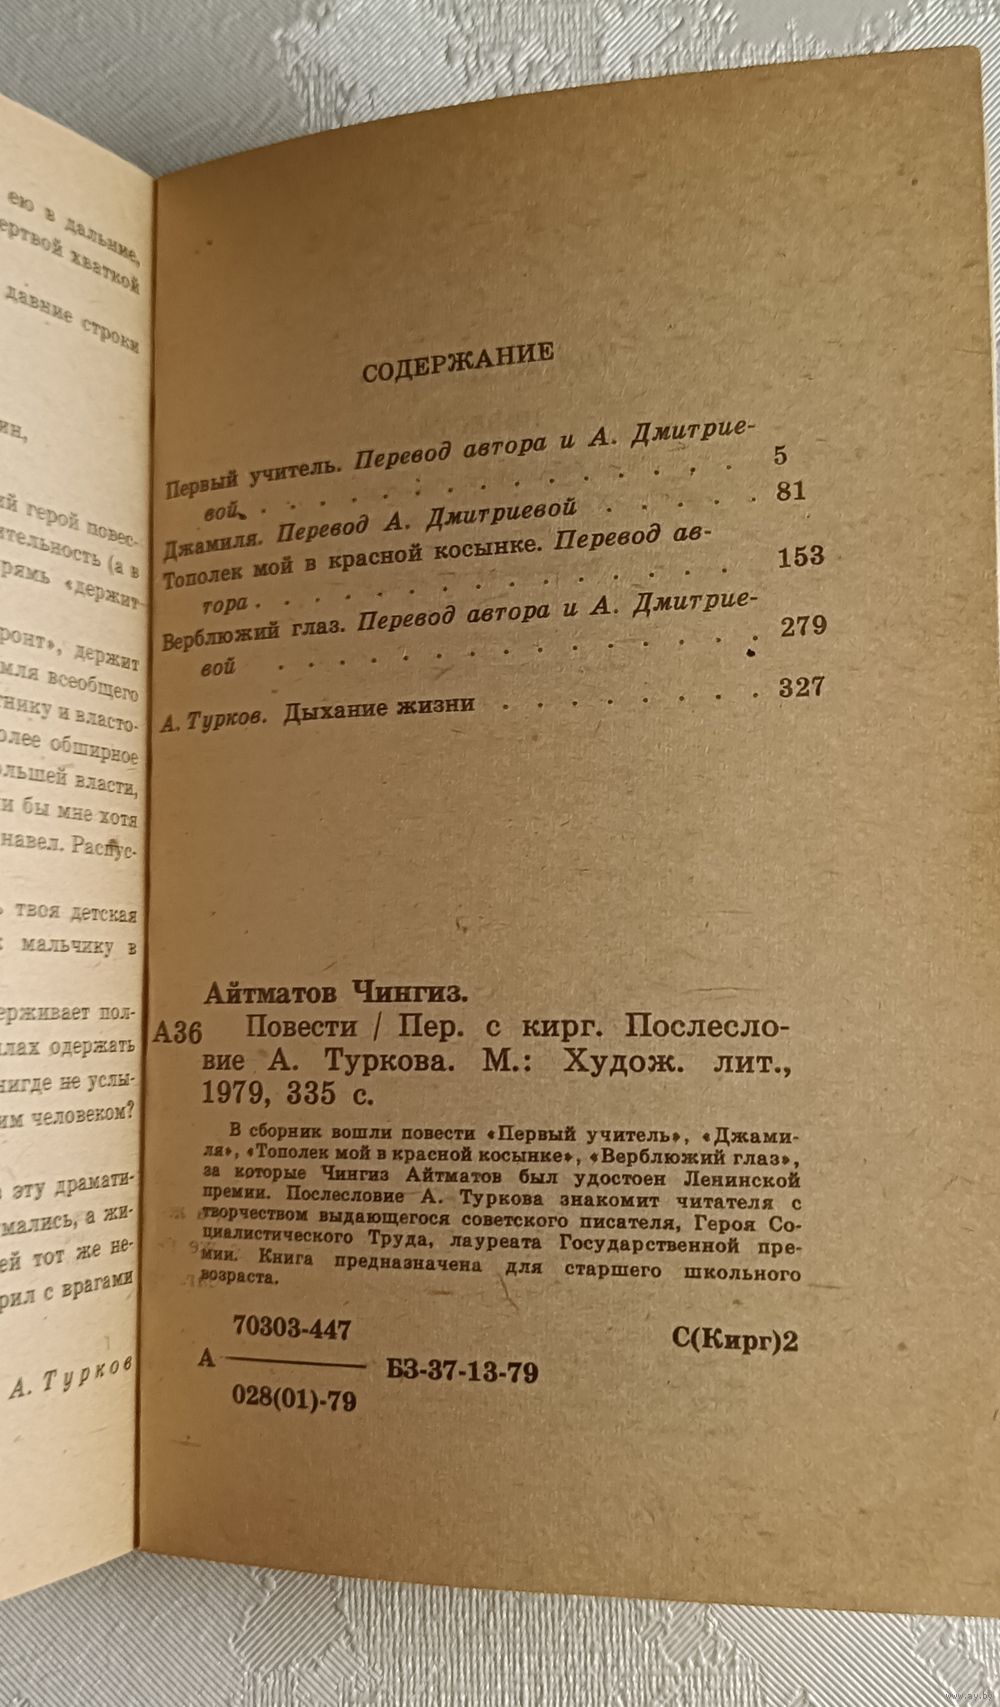 ею в дальние,
ертвой хваткой
давние строки
ин,
ий герой повес-
ительность (а в
рямь «держит
ронт», держит
мля всеобщего
тнику и власто-
олее обширное
льшей власти,
и бы мне хотя
навел. Распус-
ь твоя детская
к мальчику в
ерживает пол-
лах одержать
нигде не услы-
им человеком?
эту драмати-
мались, а жи-
ей тот же не-
рил с врагами
А. Турков
СОДЕРЖАНИЕ
Первый учитель. Перевод автора и А. Дмитрие-
вой . . . . . . . . . . . . . 5
Джамиля. Перевод А. Дмитриевой . . . . 81
Тополек мой в красной косынке. Перевод ав-
тора . . . . . . . . . . . . . 153
Верблюжий глаз. Перевод автора и А. Дмитрие-
вой . . . . . . . . . . . . 279
А. Турков. Дыхание жизни . . . . . . . 327
Айтматов Чингиз.
А36 Повести / Пер. с кирг. Послесло-
вие А. Туркова. М.: Худож. лит.,
1979, 335 с.
В сборник вошли повести «Первый учитель», «Джами-
ля», «Тополек мой в красной косынке», «Верблюжий глаз»,
за которые Чингиз Айтматов был удостоен Ленинской
премии. Послесловие А. Туркова знакомит читателя с
творчеством выдающегося советского писателя, Героя Со-
циалистического Труда, лауреата Государственной пре-
мии. Книга предназначена для старшего школьного
возраста.
70303-447
С(Кирг)2
А ——— БЗ-37-13-79
028(01)-79
www.ay.by